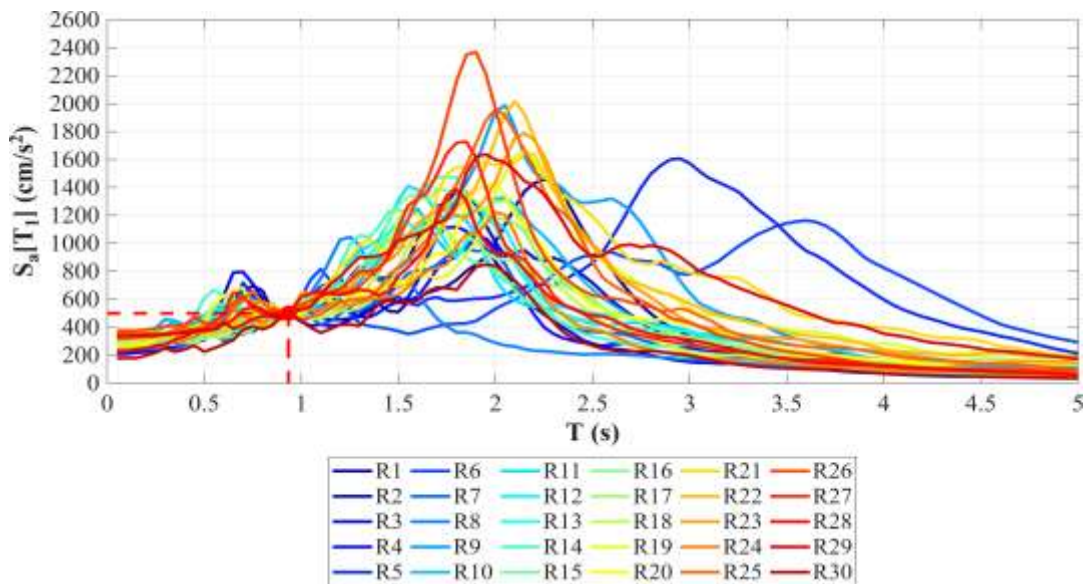 2600
2400
2200
2000
1800
1600
1400
1200
1000
800
600
400
200
0
Sₐ[T₁] (cm/s²)
0 0.5 1 1.5 2 2.5 3 3.5 4 4.5 5
T (s)
R1 R6 R11 R16 R21 R26
R2 R7 R12 R17 R22 R27
R3 R8 R13 R18 R23 R28
R4 R9 R14 R19 R24 R29
R5 R10 R15 R20 R25 R30